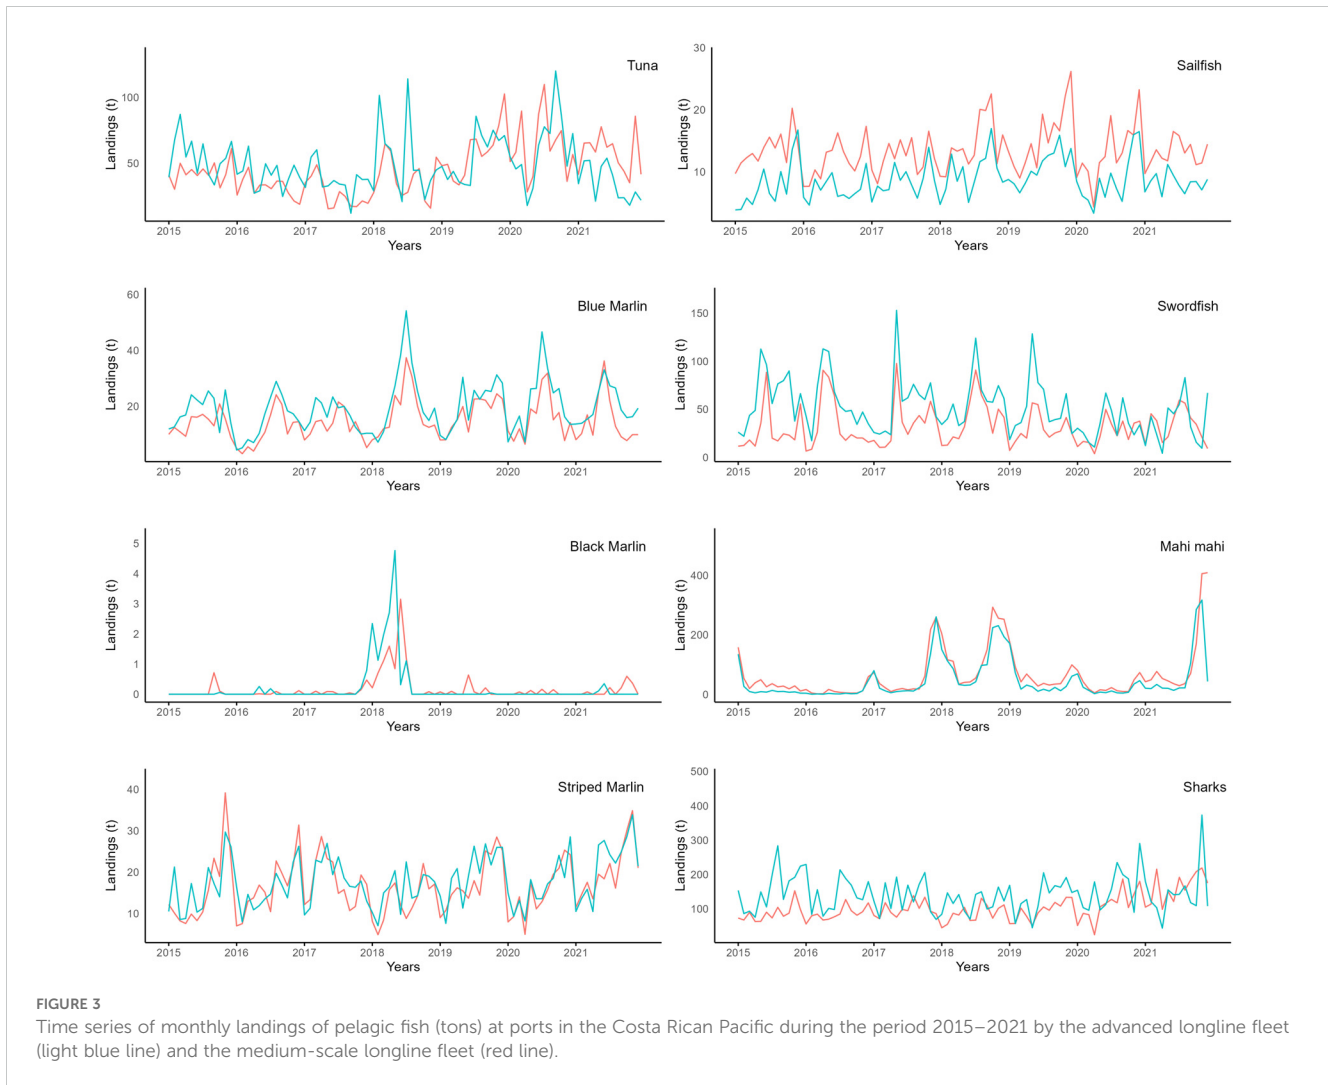 Tuna
Landings (t)
100
50
2015 2016 2017 2018 2019 2020 2021
Years
Sailfish
Landings (t)
30
20
10
2015 2016 2017 2018 2019 2020 2021
Years
Blue Marlin
Landings (t)
60
40
20
2015 2016 2017 2018 2019 2020 2021
Years
Swordfish
Landings (t)
150
100
50
0
2015 2016 2017 2018 2019 2020 2021
Years
Black Marlin
Landings (t)
5
4
3
2
1
0
2015 2016 2017 2018 2019 2020 2021
Years
Mahi mahi
Landings (t)
400
200
0
2015 2016 2017 2018 2019 2020 2021
Years
Striped Marlin
Landings (t)
40
30
20
10
2015 2016 2017 2018 2019 2020 2021
Years
Sharks
Landings (t)
500
400
300
200
100
2015 2016 2017 2018 2019 2020 2021
Years
FIGURE 3
Time series of monthly landings of pelagic fish (tons) at ports in the Costa Rican Pacific during the period 2015–2021 by the advanced longline fleet
(light blue line) and the medium-scale longline fleet (red line).